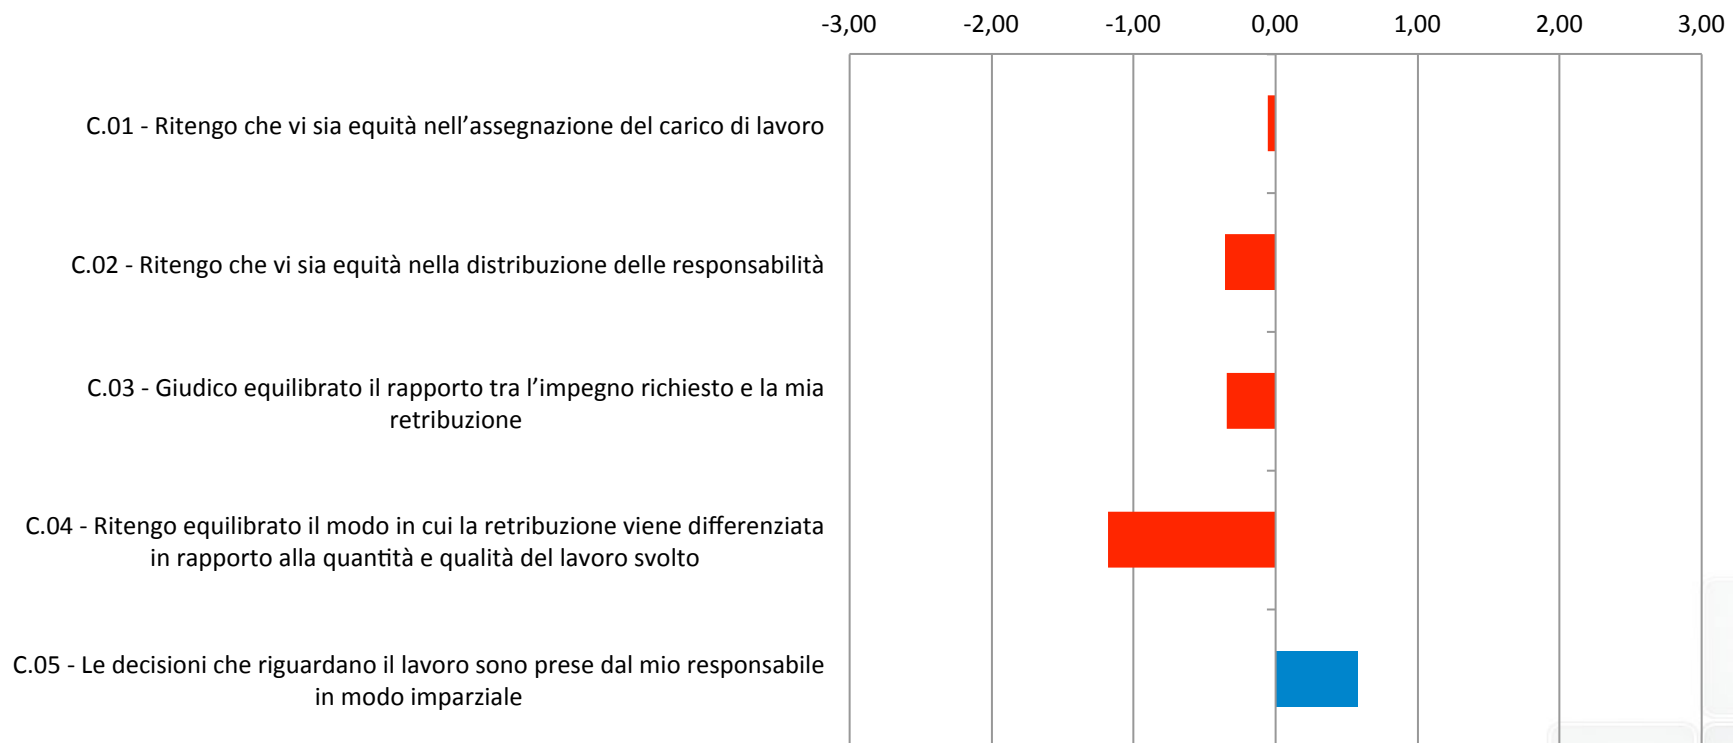 -3,00 -2,00 -1,00 0,00 1,00 2,00 3,00
C.01 - Ritengo che vi sia equità nell’assegnazione del carico di lavoro
C.02 - Ritengo che vi sia equità nella distribuzione delle responsabilità
C.03 - Giudico equilibrato il rapporto tra l’impegno richiesto e la mia
retribuzione
C.04 - Ritengo equilibrato il modo in cui la retribuzione viene differenziata
in rapporto alla quantità e qualità del lavoro svolto
C.05 - Le decisioni che riguardano il lavoro sono prese dal mio responsabile
in modo imparziale